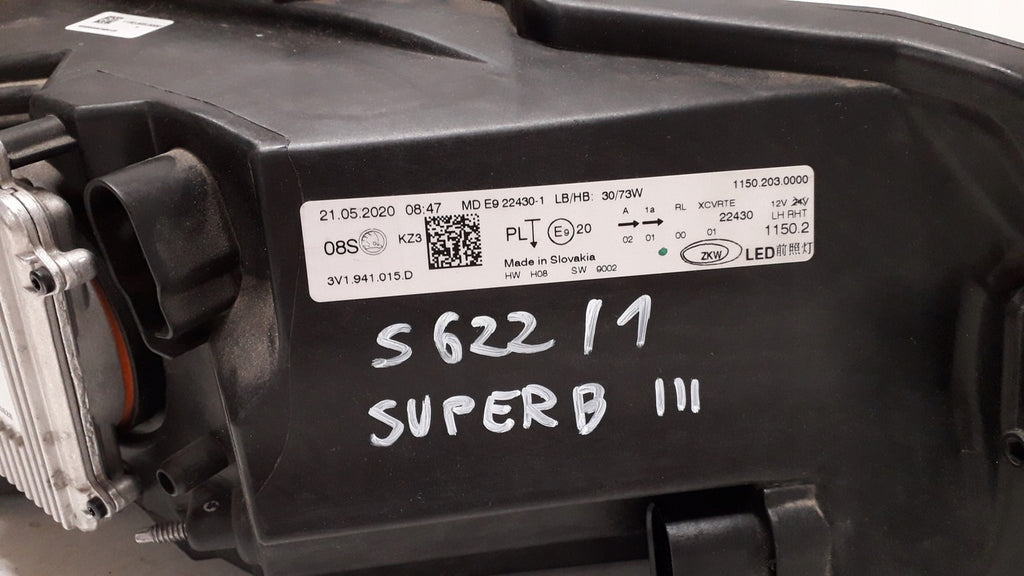 21.05.2020 08:47 MD E9 22430-1 LB/HB: 30/73W 1150.203.0000
08S KZ3 PL E9 20 A 1a RL XCVRTE 12V 24V
02 01 00 01 22430 LH RHT
1150.2
3V1.941.015.D Made in Slovakia ZKW LED前照灯
HW H08 SW 9002
S622/1
SUPERB III